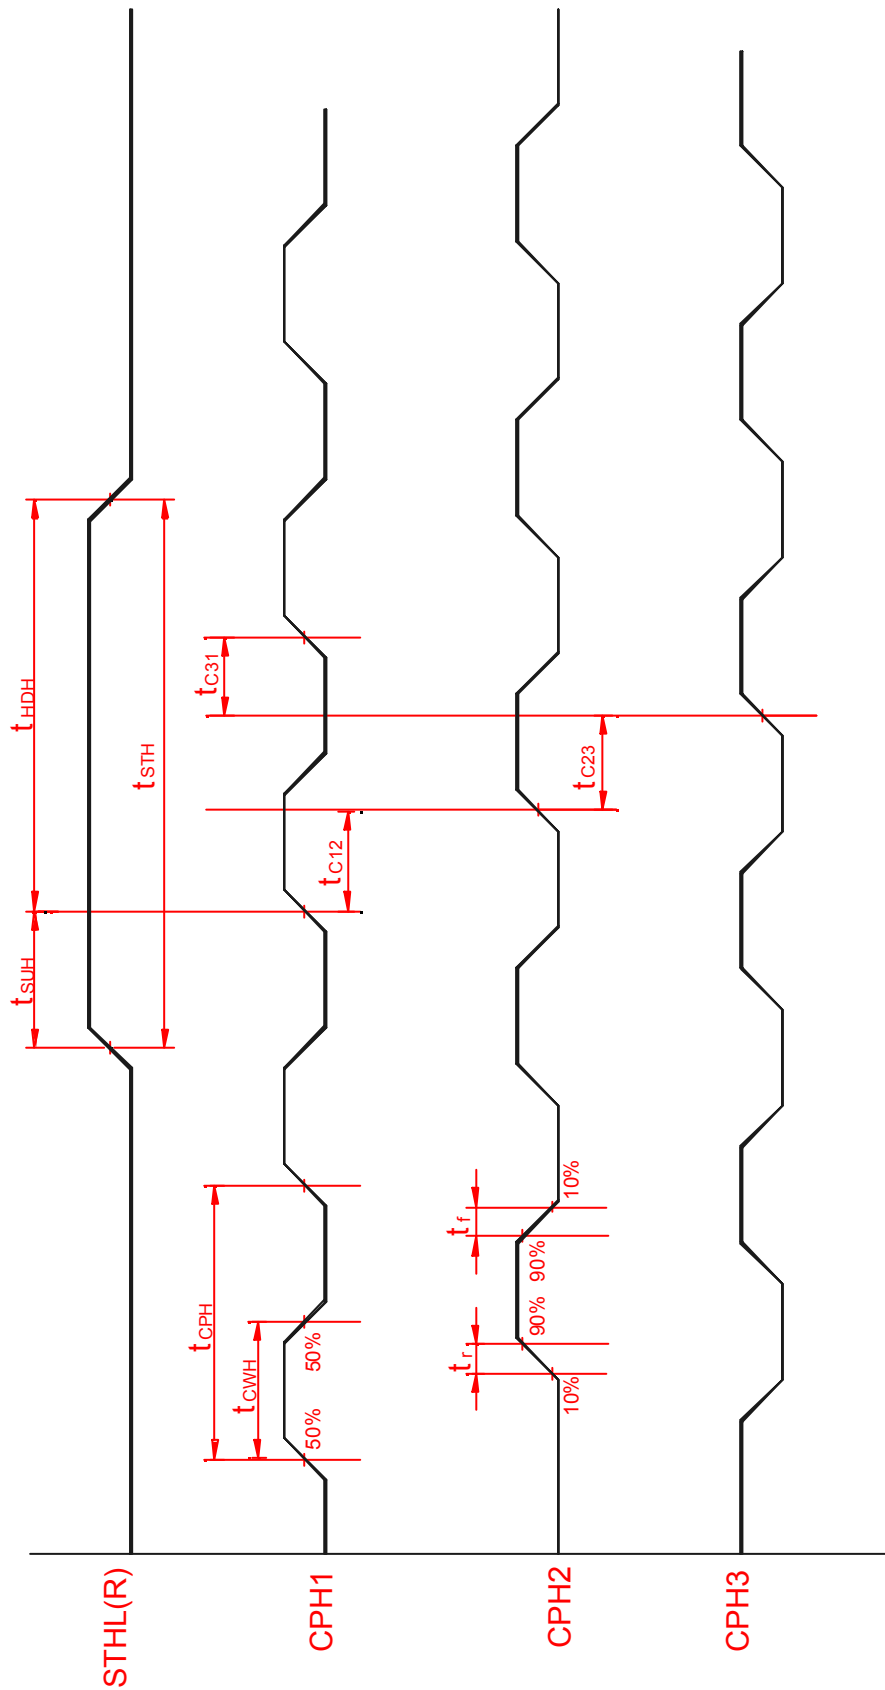 STHL(R)
tSUH
tHDH
tSTH
CPH1
tCPH
tCWH
50%
50%
tC12
tC31
CPH2
tr
10%
90%
tf
90%
10%
tC23
CPH3